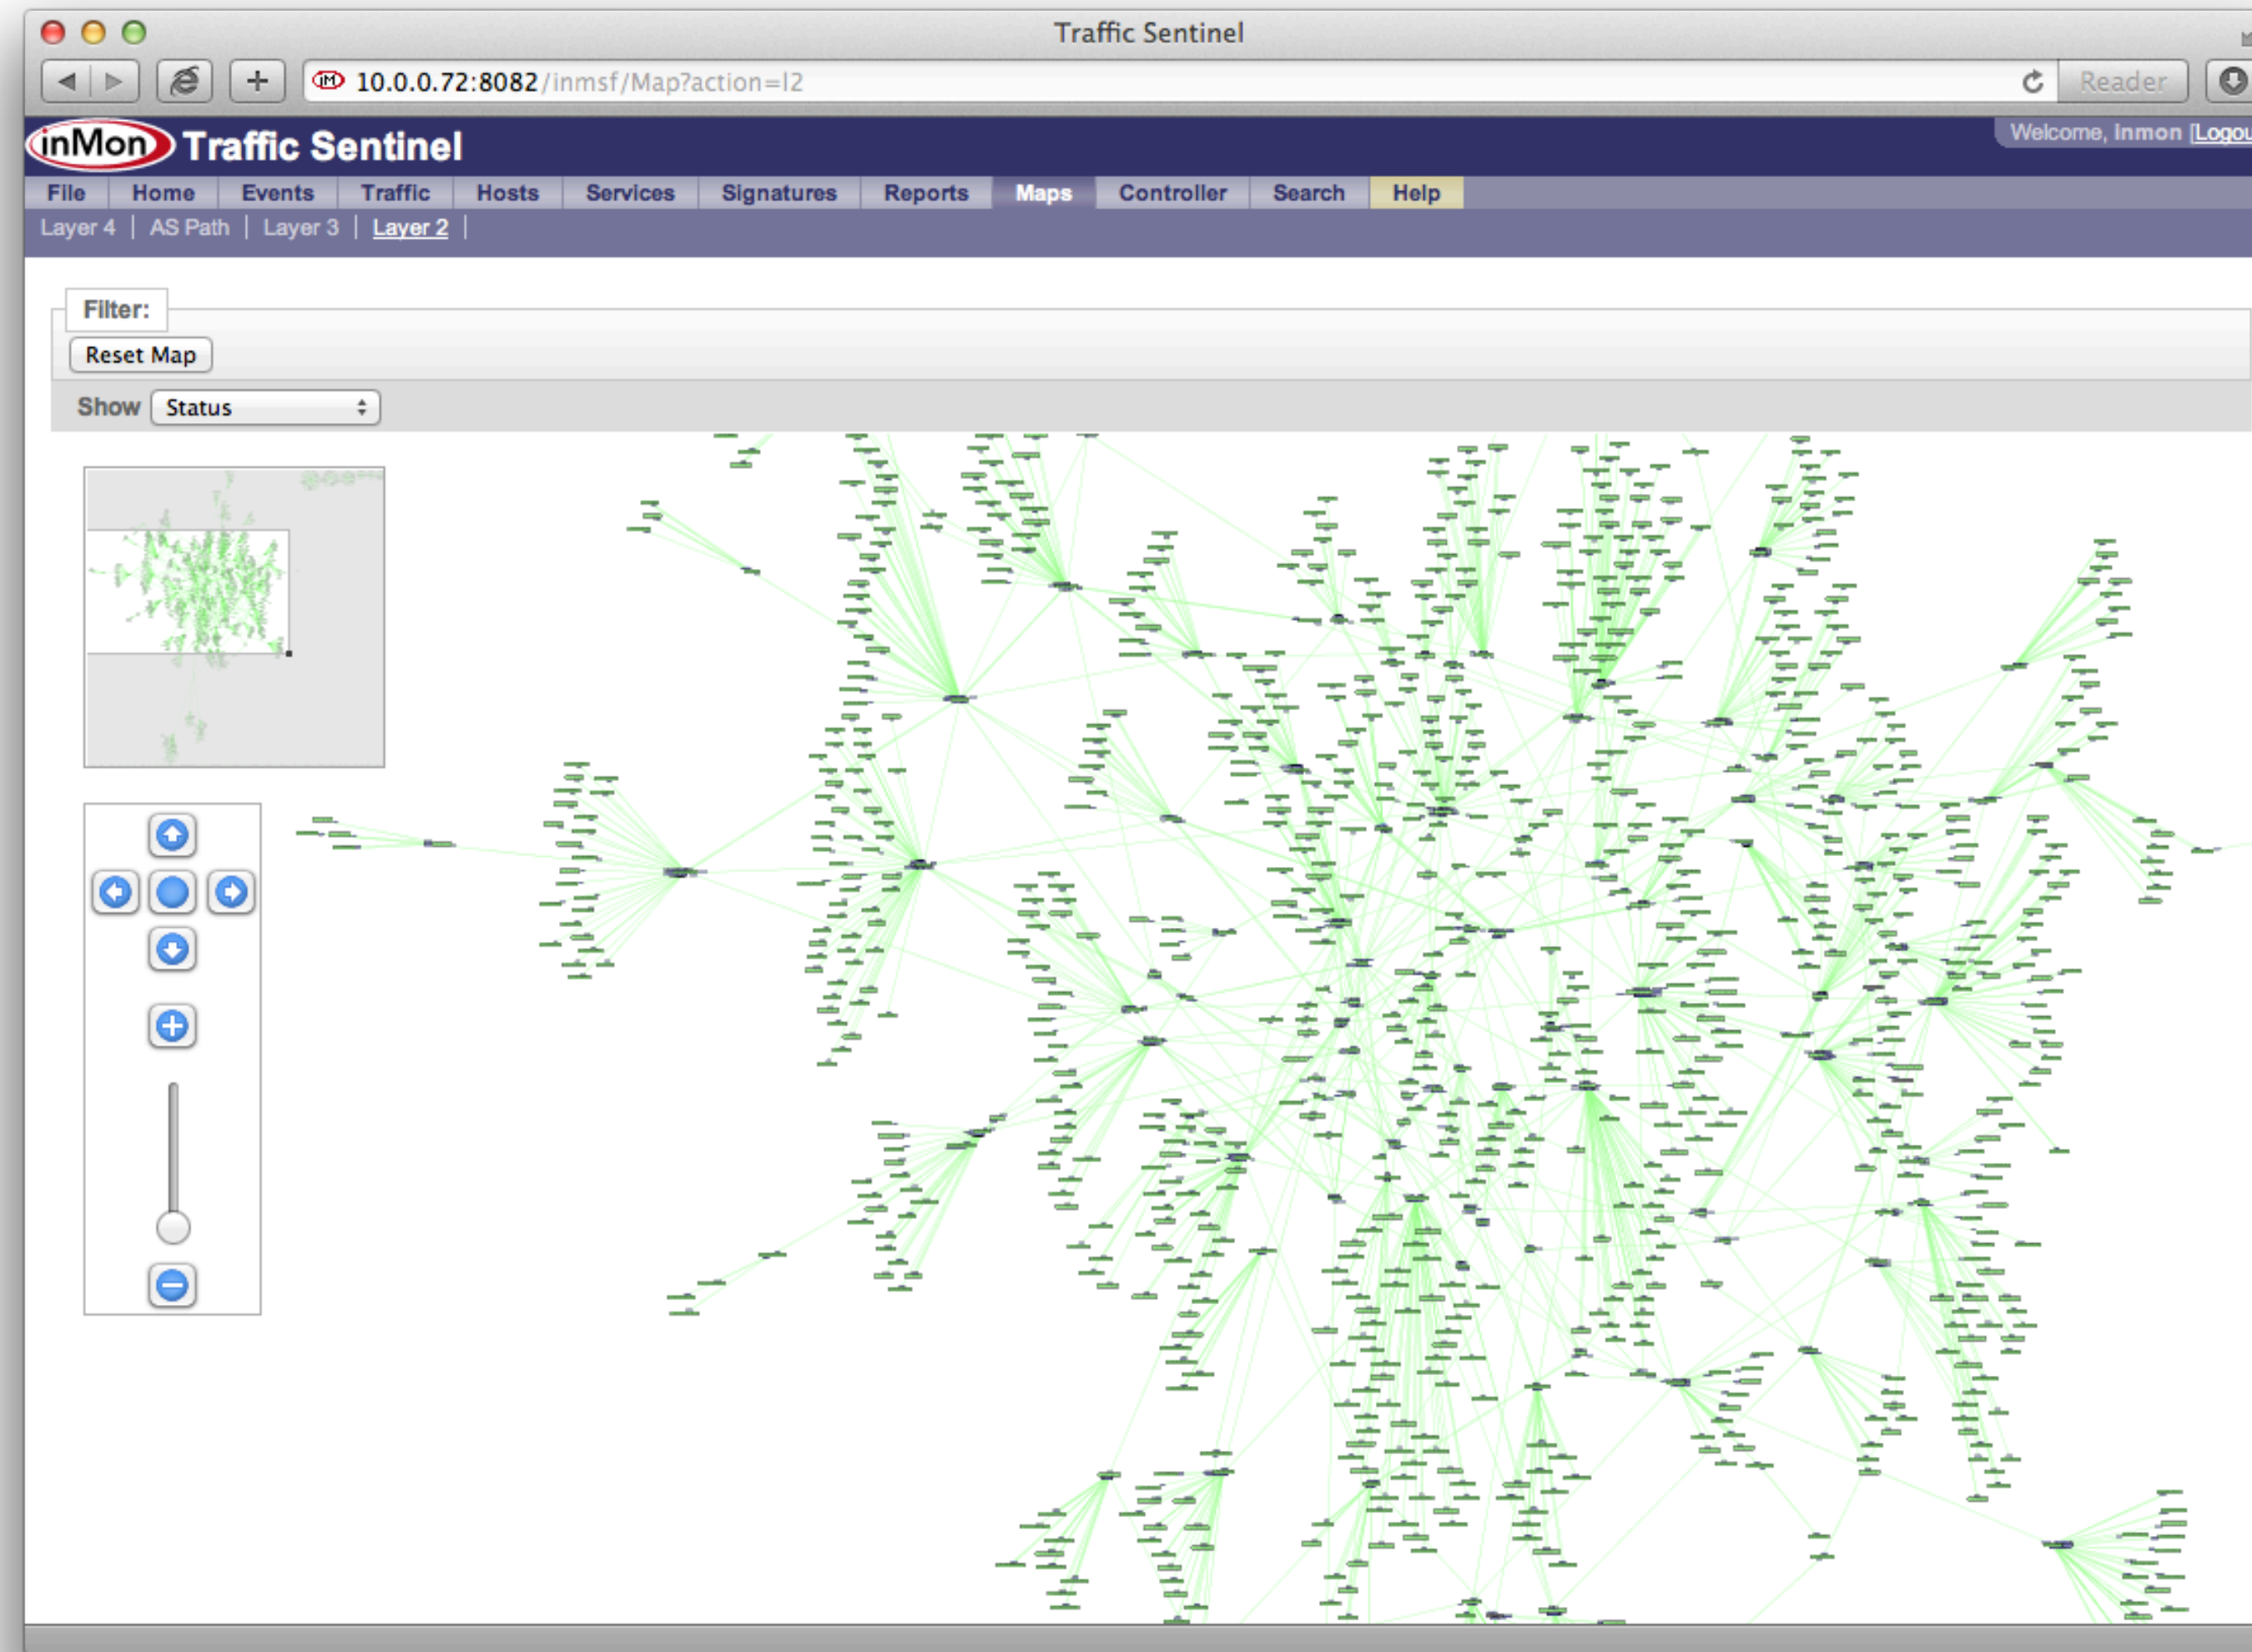 Traffic Sentinel
10.0.0.72:8082/inmsf/Map?action=l2
Reader
inMon Traffic Sentinel
Welcome, inmon [Logou
File Home Events Traffic Hosts Services Signatures Reports Maps Controller Search Help
Layer 4 | AS Path | Layer 3 | Layer 2 |
Filter:
Reset Map
Show Status